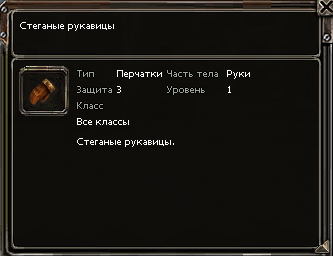 Стеганые рукавицы
Тип Перчатки Часть тела Руки
Защита 3 Уровень 1
Класс
Все классы
Стеганые рукавицы.